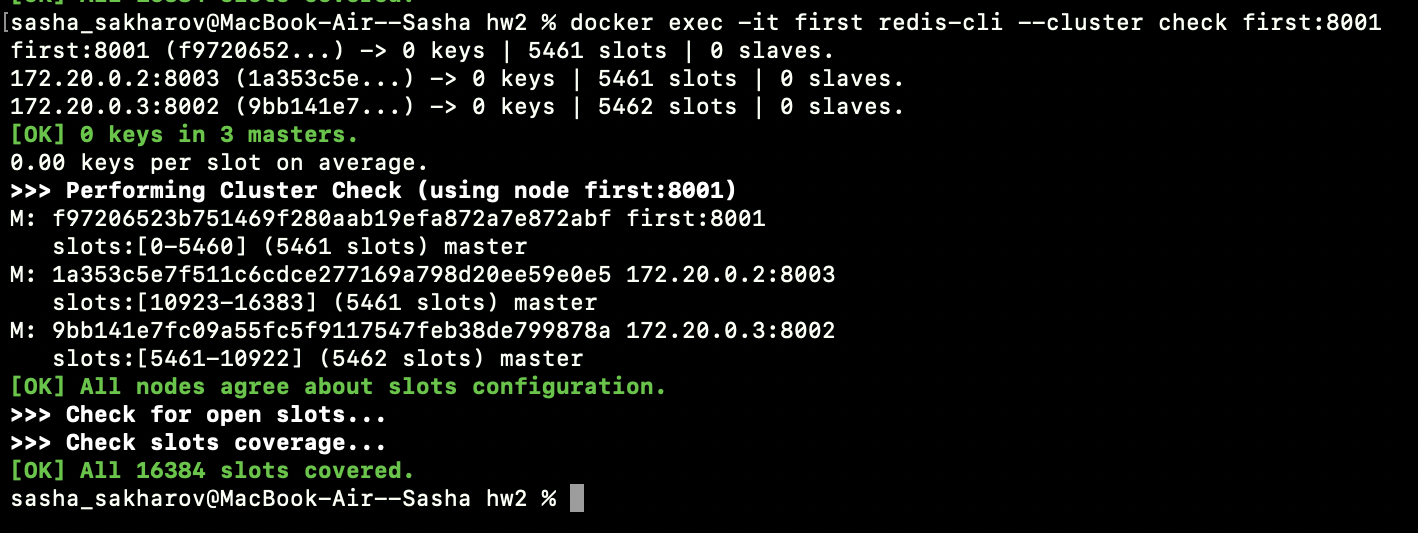 [sasha_sakharov@MacBook-Air--Sasha hw2 % docker exec -it first redis-cli --cluster check first:8001
first:8001 (f9720652...) -> 0 keys | 5461 slots | 0 slaves.
172.20.0.2:8003 (1a353c5e...) -> 0 keys | 5461 slots | 0 slaves.
172.20.0.3:8002 (9bb141e7...) -> 0 keys | 5462 slots | 0 slaves.
[OK] 0 keys in 3 masters.
0.00 keys per slot on average.
>>> Performing Cluster Check (using node first:8001)
M: f97206523b751469f280aab19efa872a7e872abf first:8001
   slots:[0-5460] (5461 slots) master
M: 1a353c5e7f511c6cdce277169a798d20ee59e0e5 172.20.0.2:8003
   slots:[10923-16383] (5461 slots) master
M: 9bb141e7fc09a55fc5f9117547feb38de799878a 172.20.0.3:8002
   slots:[5461-10922] (5462 slots) master
[OK] All nodes agree about slots configuration.
>>> Check for open slots...
>>> Check slots coverage...
[OK] All 16384 slots covered.
sasha_sakharov@MacBook-Air--Sasha hw2 %